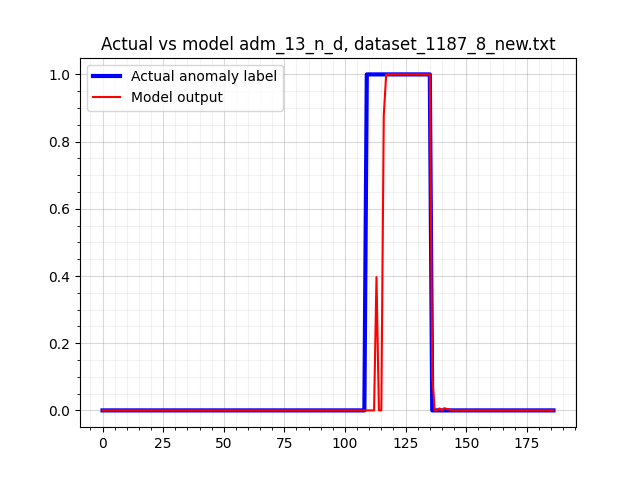 Actual vs model adm_13_n_d, dataset_1187_8_new.txt
Actual anomaly label
Model output
1.0
0.8
0.6
0.4
0.2
0.0
0 25 50 75 100 125 150 175